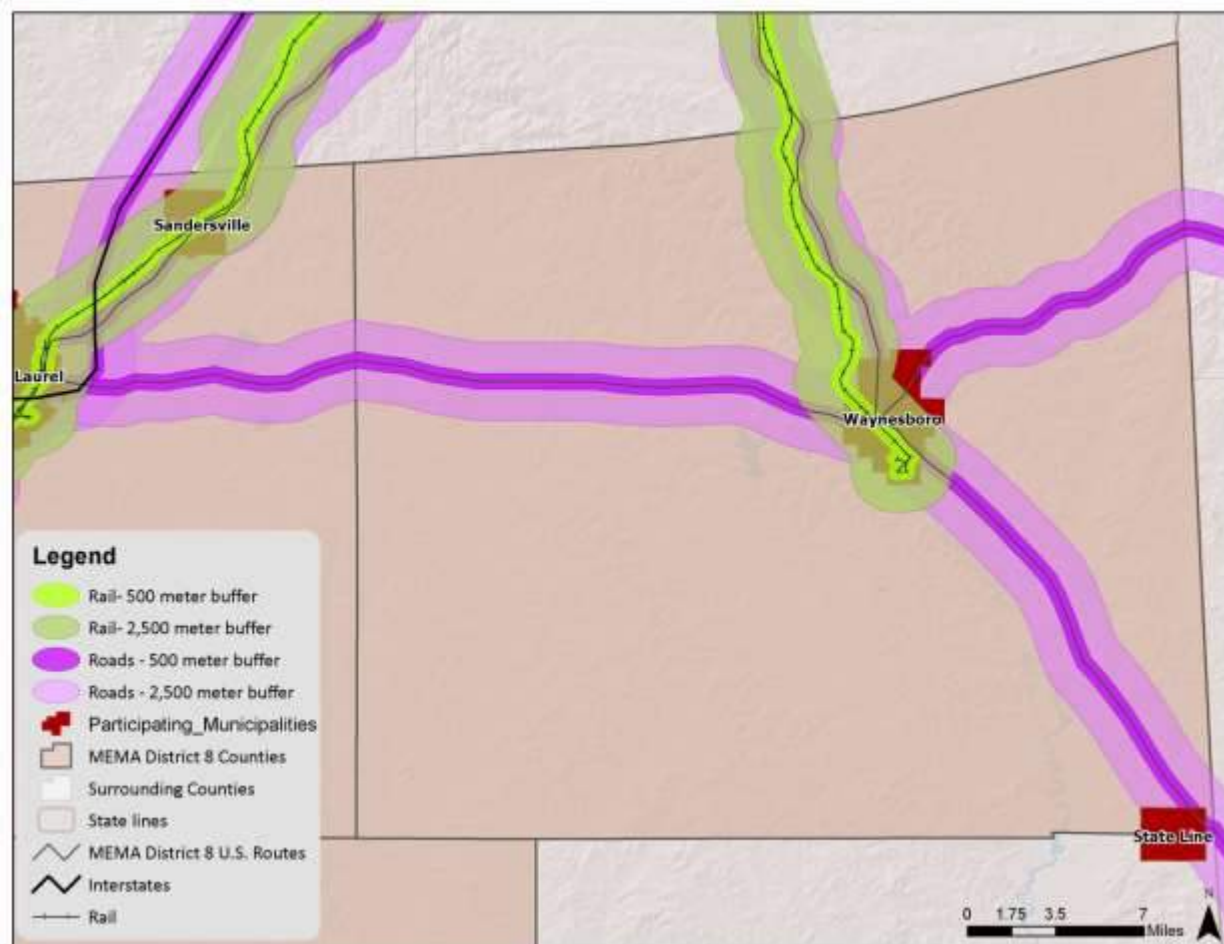 Sandersville
Laurel
Waynesboro
State Line
Legend
Rail- 500 meter buffer
Rail- 2,500 meter buffer
Roads - 500 meter buffer
Roads - 2,500 meter buffer
Participating_Municipalities
MEMA District 8 Counties
Surrounding Counties
State lines
MEMA District 8 U.S. Routes
Interstates
Rail
N
0 1.75 3.5 7
Miles